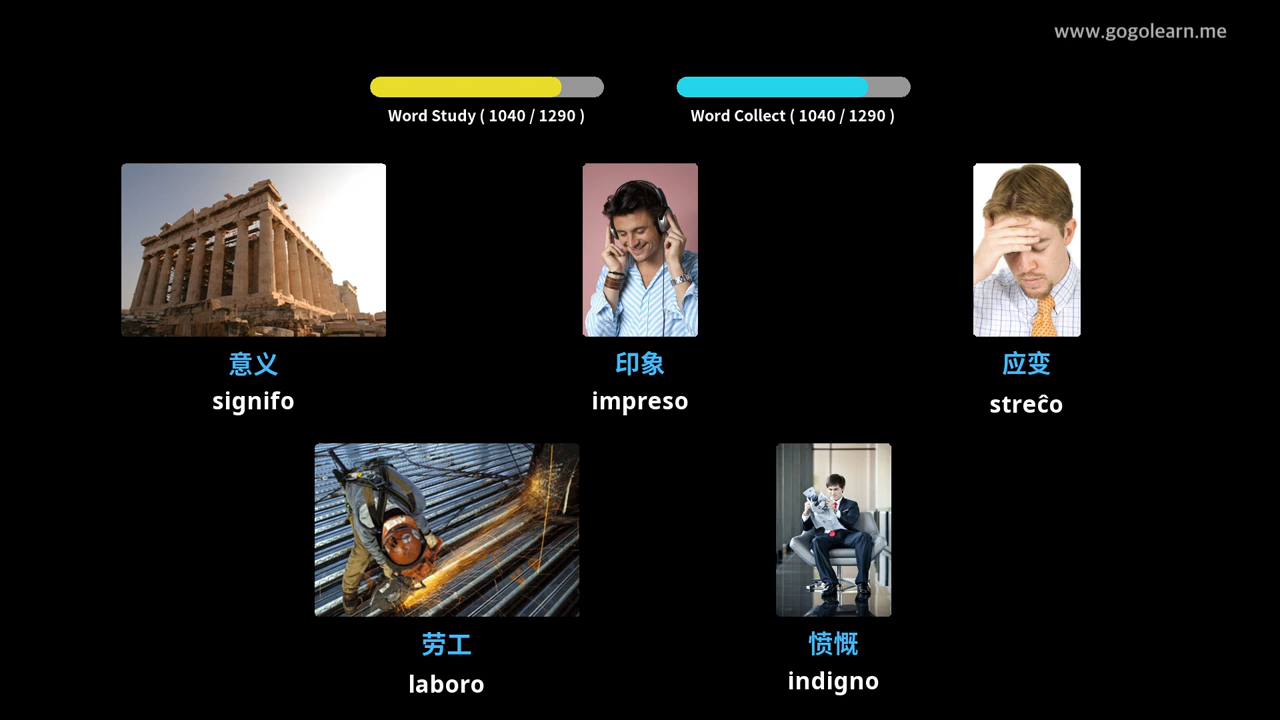 www.gogolearn.me
Word Study ( 1040 / 1290 )
Word Collect ( 1040 / 1290 )
意义
signifo
印象
impreso
应变
streĉo
劳工
laboro
愤慨
indigno